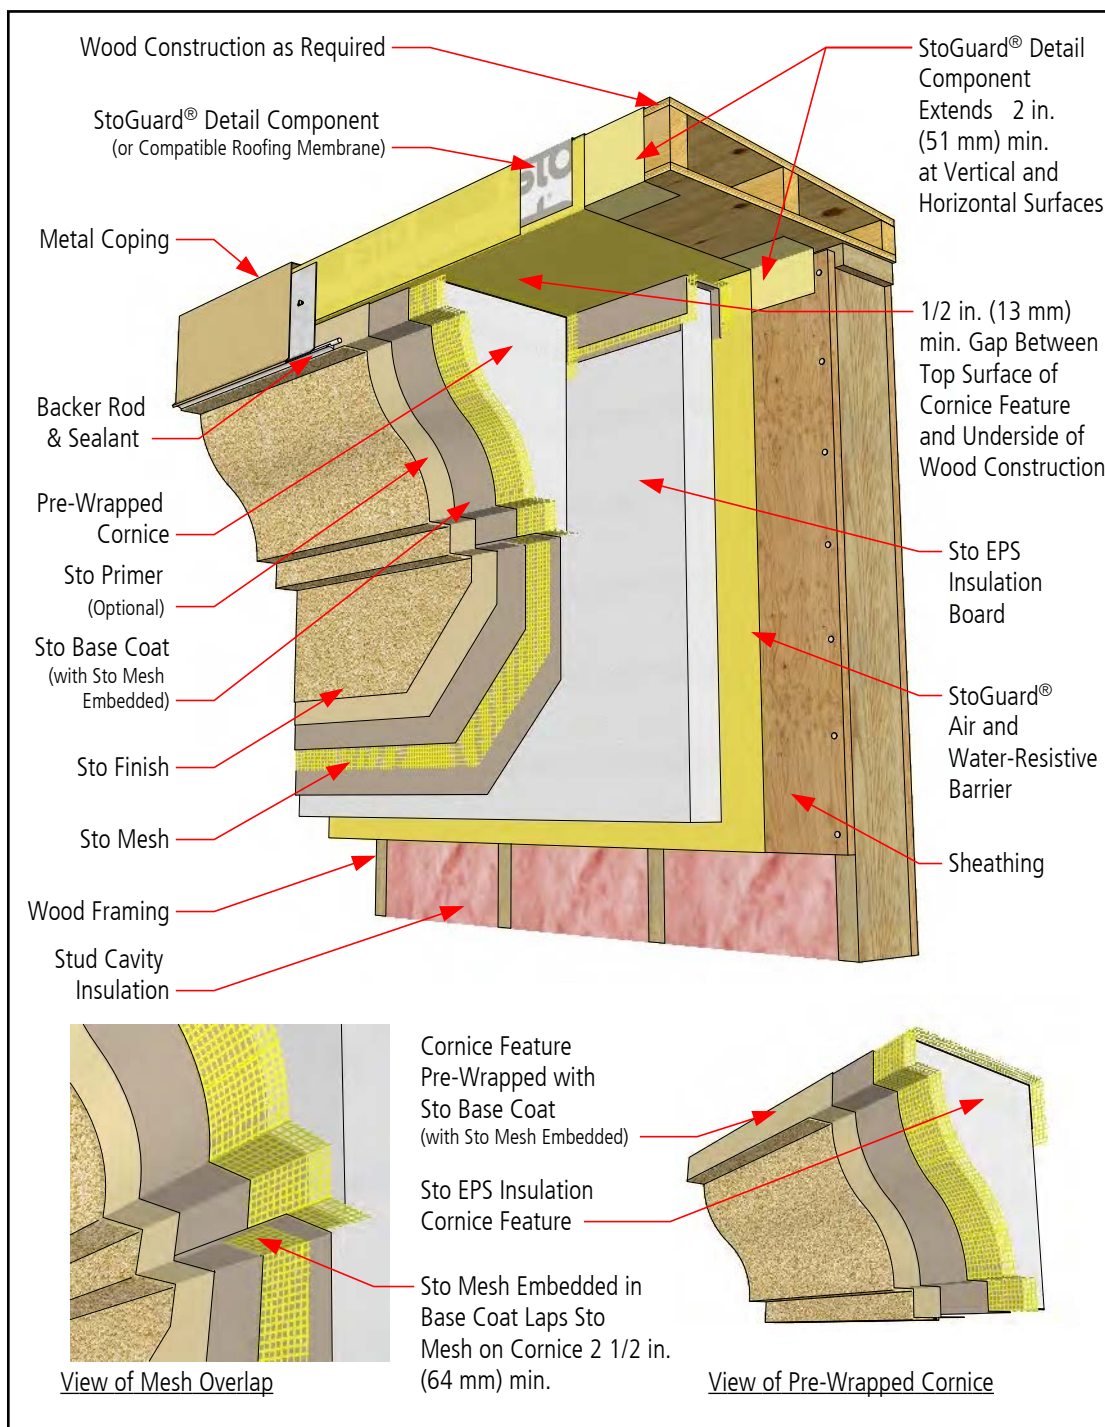 Wood Construction as Required
StoGuard® Detail Component
(or Compatible Roofing Membrane)
Metal Coping
Backer Rod
& Sealant
Pre-Wrapped
Cornice
Sto Primer
(Optional)
Sto Base Coat
(with Sto Mesh
Embedded)
Sto Finish
Sto Mesh
Wood Framing
Stud Cavity
Insulation
StoGuard® Detail
Component
Extends 2 in.
(51 mm) min.
at Vertical and
Horizontal Surfaces
1/2 in. (13 mm)
min. Gap Between
Top Surface of
Cornice Feature
and Underside of
Wood Construction
Sto EPS
Insulation
Board
StoGuard®
Air and
Water-Resistive
Barrier
Sheathing
sto
Cornice Feature
Pre-Wrapped with
Sto Base Coat
(with Sto Mesh Embedded)
Sto EPS Insulation
Cornice Feature
Sto Mesh Embedded in
Base Coat Laps Sto
Mesh on Cornice 2 1/2 in.
(64 mm) min.
View of Mesh Overlap
View of Pre-Wrapped Cornice